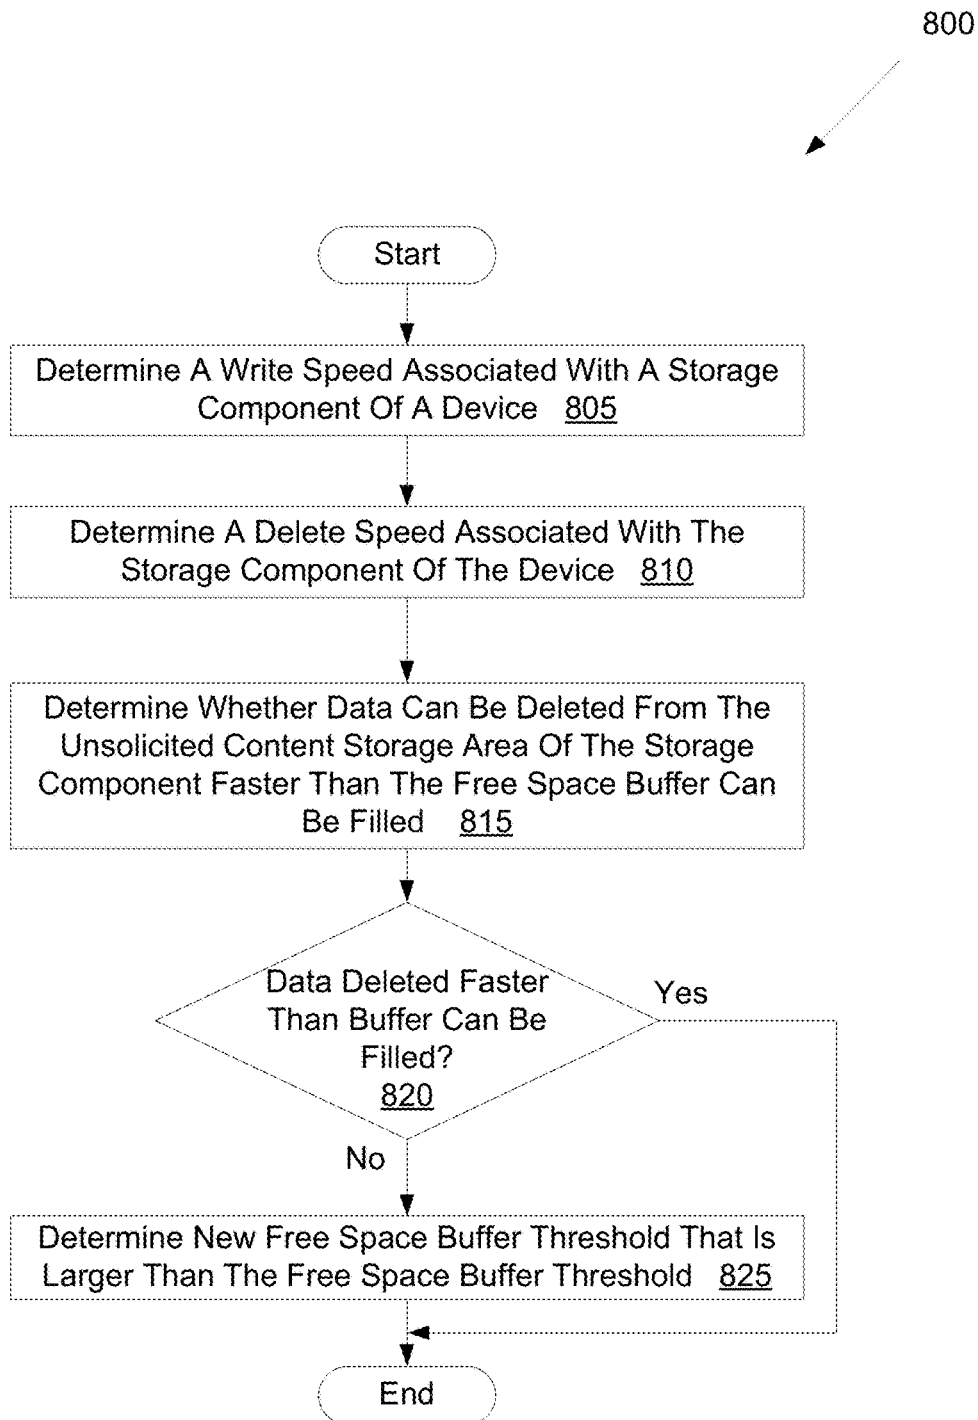 800
Start
Determine A Write Speed Associated With A Storage
Component Of A Device 805
Determine A Delete Speed Associated With The
Storage Component Of The Device 810
Determine Whether Data Can Be Deleted From The
Unsolicited Content Storage Area Of The Storage
Component Faster Than The Free Space Buffer Can
Be Filled 815
Data Deleted Faster
Than Buffer Can Be
Filled?
820
Yes
No
Determine New Free Space Buffer Threshold That Is
Larger Than The Free Space Buffer Threshold 825
End